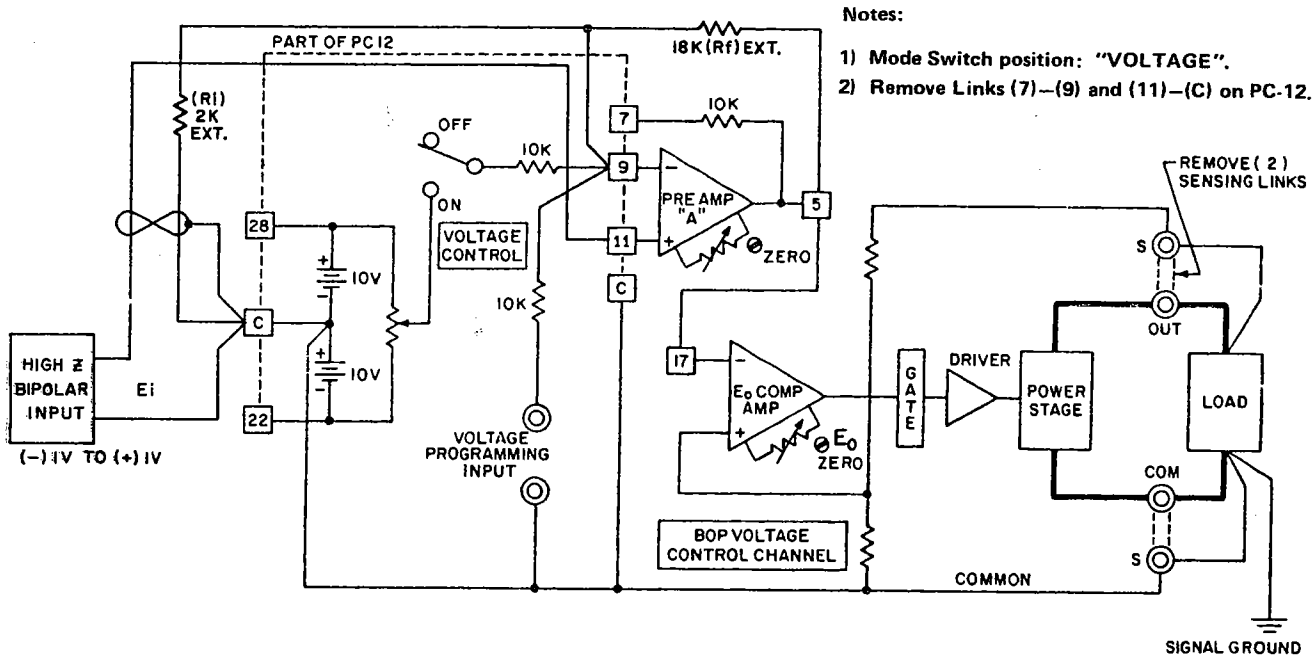 Notes:
1) Mode Switch position: "VOLTAGE".
2) Remove Links (7)—(9) and (11)—(C) on PC-12.
PART OF PC12
18K(Rf) EXT.
(RI)
2K
EXT.
10K
7
OFF
10K
9
−
PRE AMP
"A"
5
ON
28
VOLTAGE
CONTROL
11
+
ZERO
+
10V
−
10K
C
C
+
10V
−
22
HIGH Z
BIPOLAR
INPUT
Ei
(−) 1V TO (+) 1V
VOLTAGE
PROGRAMMING
INPUT
17
−
Eo COMP
AMP
+
Eo
ZERO
GATE
DRIVER
POWER
STAGE
REMOVE (2)
SENSING LINKS
S
OUT
LOAD
COM
S
BOP VOLTAGE
CONTROL CHANNEL
COMMON
SIGNAL GROUND